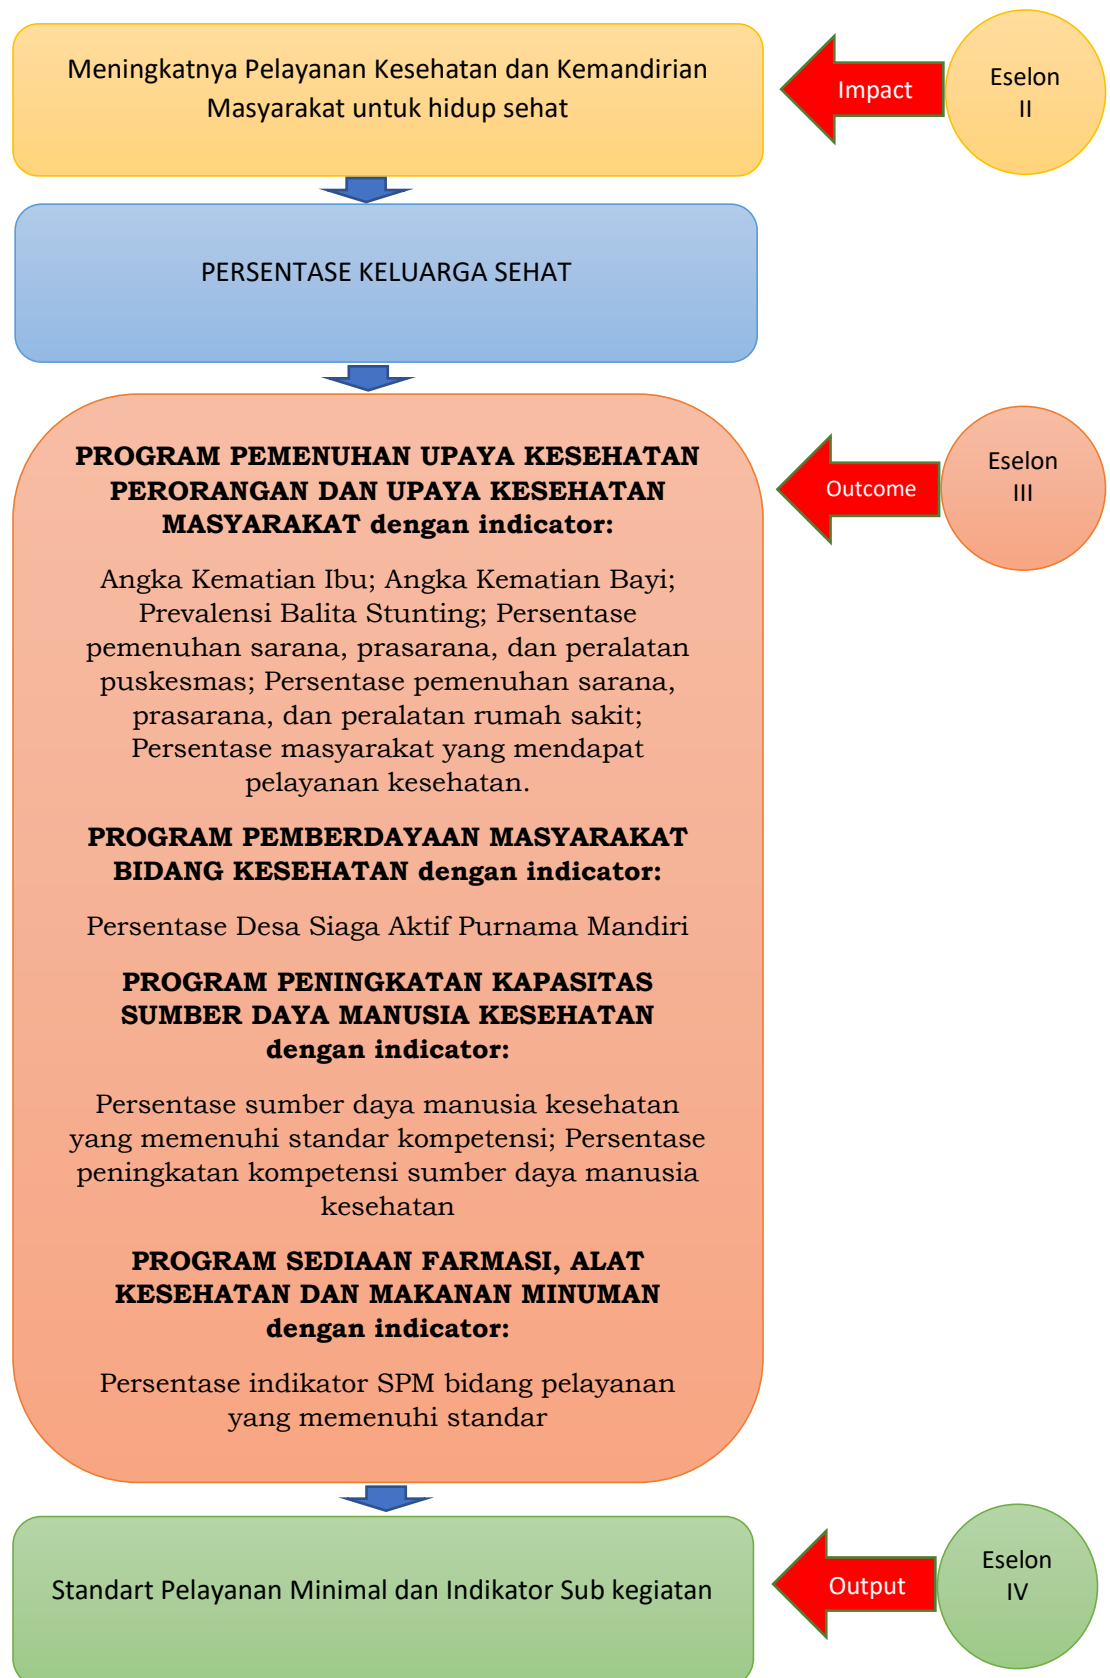 Meningkatnya Pelayanan Kesehatan dan Kemandirian
Masyarakat untuk hidup sehat
Impact
Eselon
II
PERSENTASE KELUARGA SEHAT
PROGRAM PEMENUHAN UPAYA KESEHATAN
PERORANGAN DAN UPAYA KESEHATAN
MASYARAKAT dengan indicator:
Outcome
Eselon
III
Angka Kematian Ibu; Angka Kematian Bayi;
Prevalensi Balita Stunting; Persentase
pemenuhan sarana, prasarana, dan peralatan
puskesmas; Persentase pemenuhan sarana,
prasarana, dan peralatan rumah sakit;
Persentase masyarakat yang mendapat
pelayanan kesehatan.
PROGRAM PEMBERDAYAAN MASYARAKAT
BIDANG KESEHATAN dengan indicator:
Persentase Desa Siaga Aktif Purnama Mandiri
PROGRAM PENINGKATAN KAPASITAS
SUMBER DAYA MANUSIA KESEHATAN
dengan indicator:
Persentase sumber daya manusia kesehatan
yang memenuhi standar kompetensi; Persentase
peningkatan kompetensi sumber daya manusia
kesehatan
PROGRAM SEDIAAN FARMASI, ALAT
KESEHATAN DAN MAKANAN MINUMAN
dengan indicator:
Persentase indikator SPM bidang pelayanan
yang memenuhi standar
Standart Pelayanan Minimal dan Indikator Sub kegiatan
Output
Eselon
IV